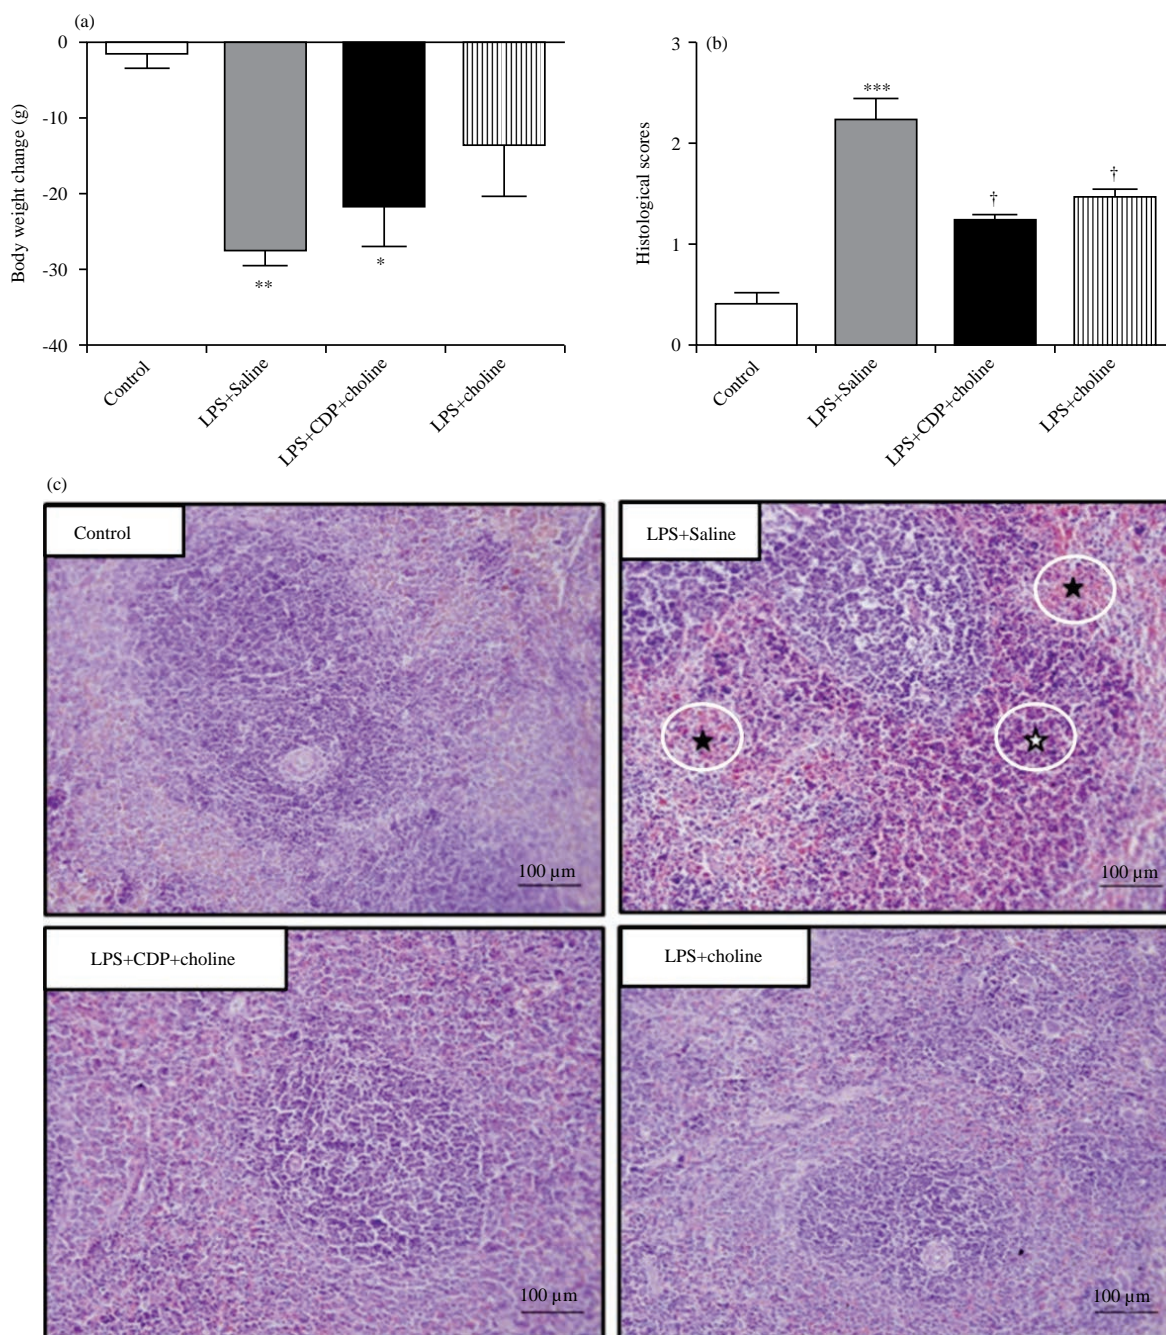 (a)
0
-10
-20
-30
-40
Body weight change (g)
**
*
Control
LPS+Saline
LPS+CDP+choline
LPS+choline
(b)
3
2
1
0
Histological scores
***
†
†
Control
LPS+Saline
LPS+CDP+choline
LPS+choline
(c)
Control
100 µm
LPS+Saline
100 µm
LPS+CDP+choline
100 µm
LPS+choline
100 µm